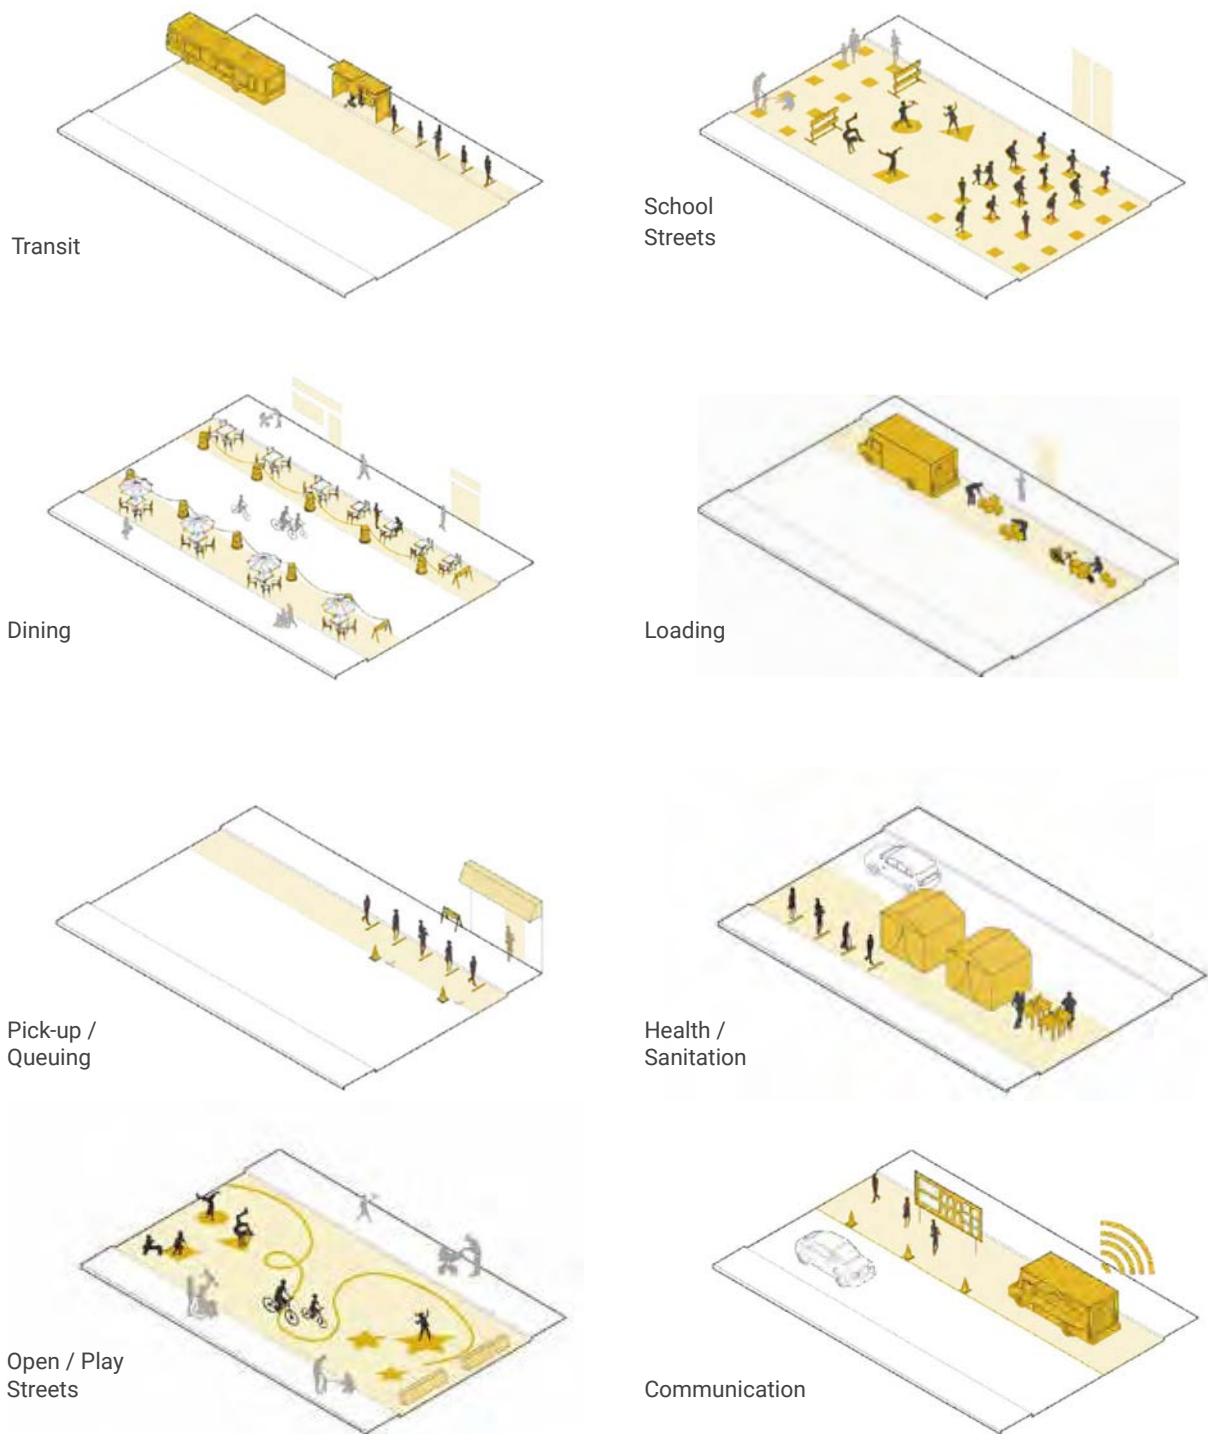 Transit
School
Streets
Dining
Loading
Pick-up /
Queuing
Health /
Sanitation
Open / Play
Streets
Communication